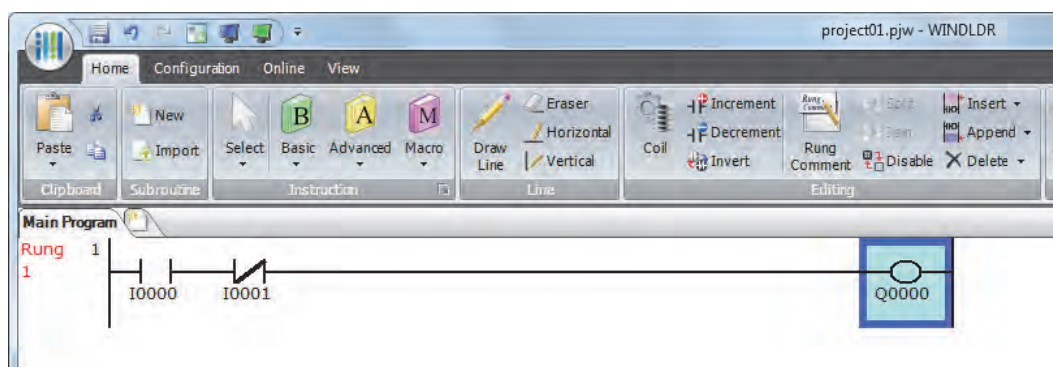 project01.pjw - WINDLDR
Home Configuration Online View
Paste
New
Import
Select Basic Advanced Macro
B A M
Draw Line
Eraser
Horizontal
Vertical
Coil
Increment
Decrement
Invert
Rung Comment
Disable
Insert
Append
Delete
Clipboard Subroutine Instruction Line Editing
Main Program
Rung 1
1
I0000 I0001 Q0000